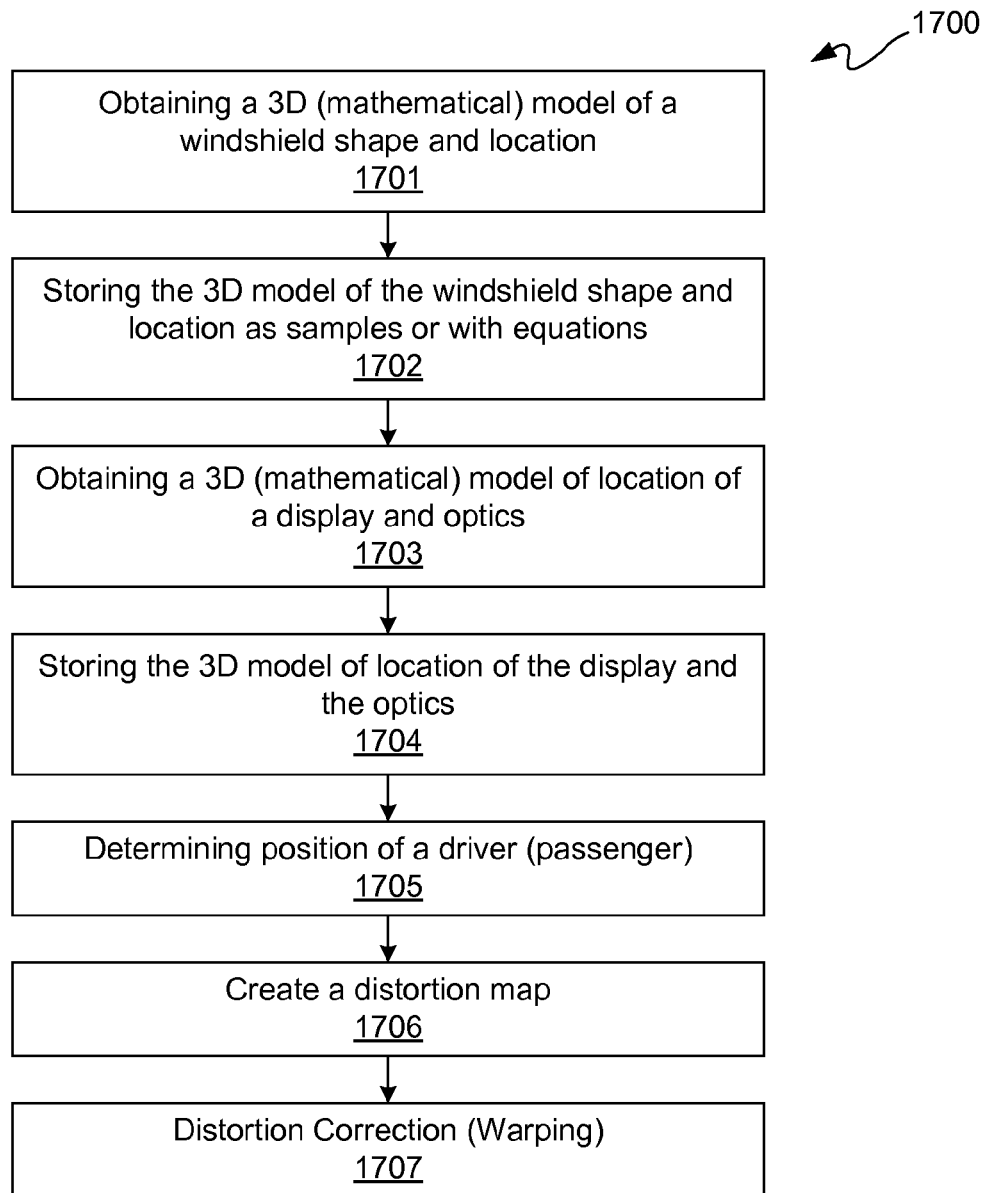 1700
Obtaining a 3D (mathematical) model of a
windshield shape and location
1701
Storing the 3D model of the windshield shape and
location as samples or with equations
1702
Obtaining a 3D (mathematical) model of location of
a display and optics
1703
Storing the 3D model of location of the display and
the optics
1704
Determining position of a driver (passenger)
1705
Create a distortion map
1706
Distortion Correction (Warping)
1707